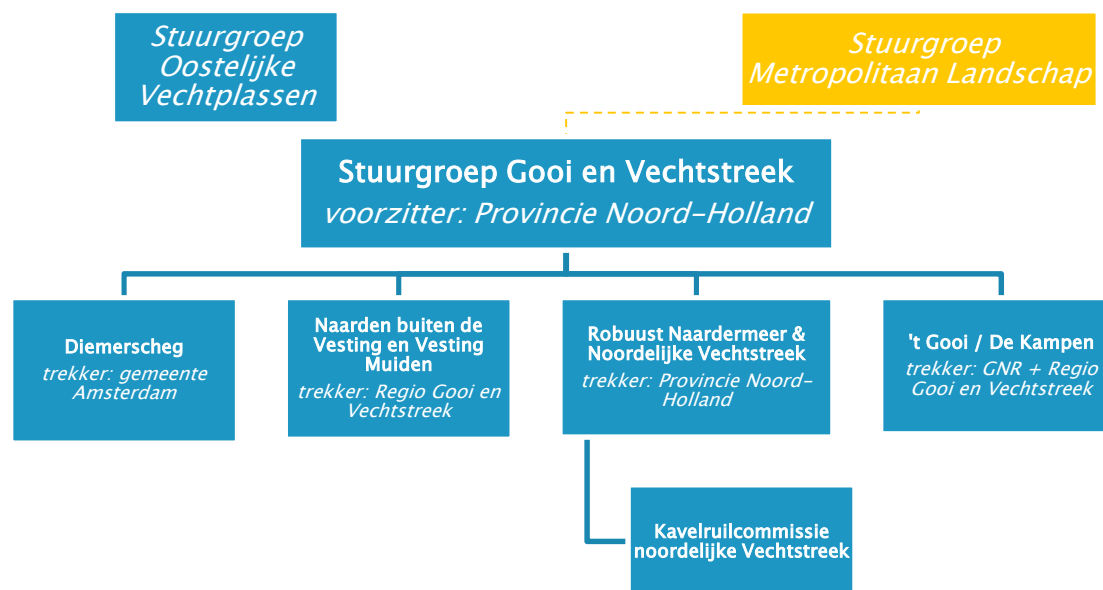 Stuurgroep
Oostelijke
Vechtplassen
Stuurgroep
Metropolitaan Landschap
Stuurgroep Gooi en Vechtstreek
voorzitter: Provincie Noord-Holland
Diemerscheg
trekker: gemeente
Amsterdam
Naarden buiten de
Vesting en Vesting
Muiden
trekker: Regio Gooi en
Vechtstreek
Robuust Naardermeer &
Noordelijke Vechtstreek
trekker: Provincie Noord-
Holland
't Gooi / De Kampen
trekker: GNR + Regio
Gooi en Vechtstreek
Kavelruilcommissie
noordelijke Vechtstreek